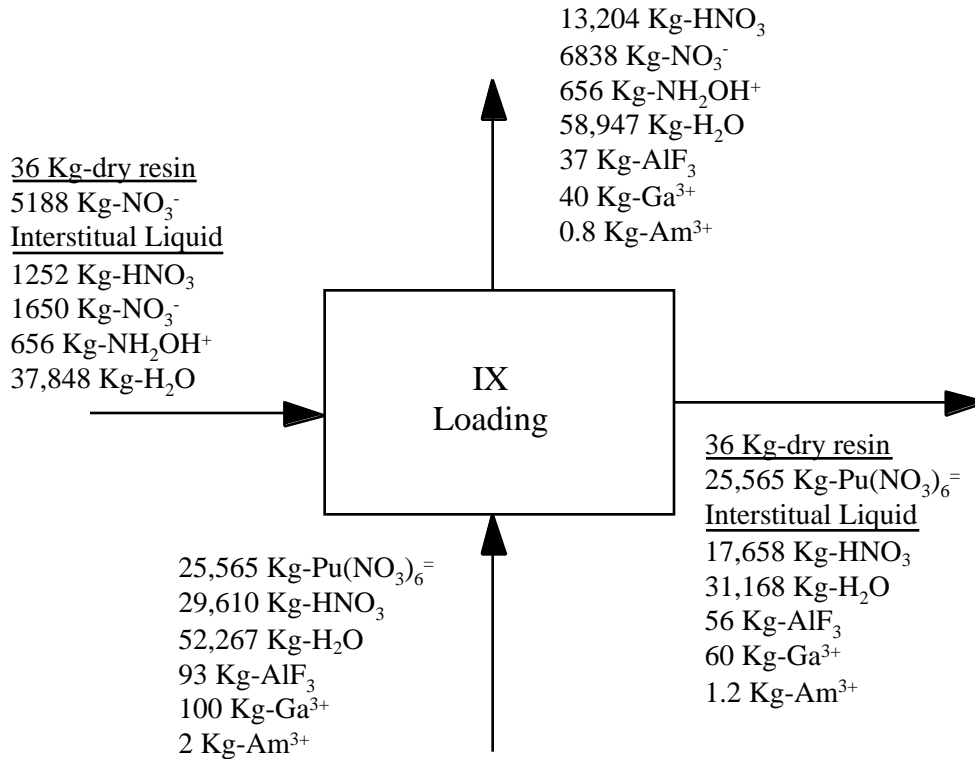 13,204 Kg-HNO₃
6838 Kg-NO₃⁻
656 Kg-NH₂OH⁺
58,947 Kg-H₂O
37 Kg-AlF₃
40 Kg-Ga³⁺
0.8 Kg-Am³⁺
36 Kg-dry resin
5188 Kg-NO₃⁻
Interstitual Liquid
1252 Kg-HNO₃
1650 Kg-NO₃⁻
656 Kg-NH₂OH⁺
37,848 Kg-H₂O
IX
Loading
36 Kg-dry resin
25,565 Kg-Pu(NO₃)₆⁼
Interstitual Liquid
17,658 Kg-HNO₃
31,168 Kg-H₂O
56 Kg-AlF₃
60 Kg-Ga³⁺
1.2 Kg-Am³⁺
25,565 Kg-Pu(NO₃)₆⁼
29,610 Kg-HNO₃
52,267 Kg-H₂O
93 Kg-AlF₃
100 Kg-Ga³⁺
2 Kg-Am³⁺